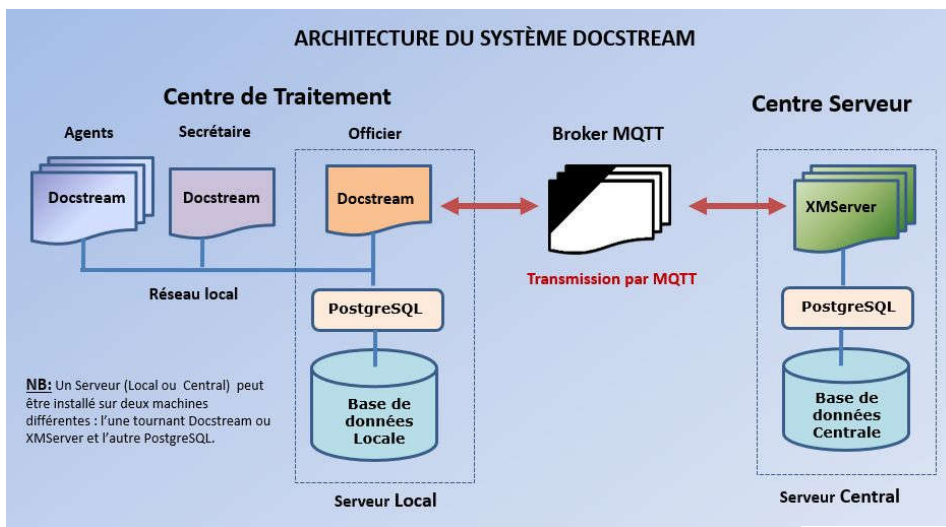 ARCHITECTURE DU SYSTÈME DOCSTREAM
Centre de Traitement
Centre Serveur
Agents
Secrétaire
Officier
Broker MQTT
Docstream
Docstream
Docstream
XMServer
Réseau local
Transmission par MQTT
PostgreSQL
PostgreSQL
NB: Un Serveur (Local ou Central) peut
être installé sur deux machines
différentes : l'une tournant Docstream ou
XMServer et l'autre PostgreSQL.
Base de
données
Locale
Base de
données
Centrale
Serveur Local
Serveur Central